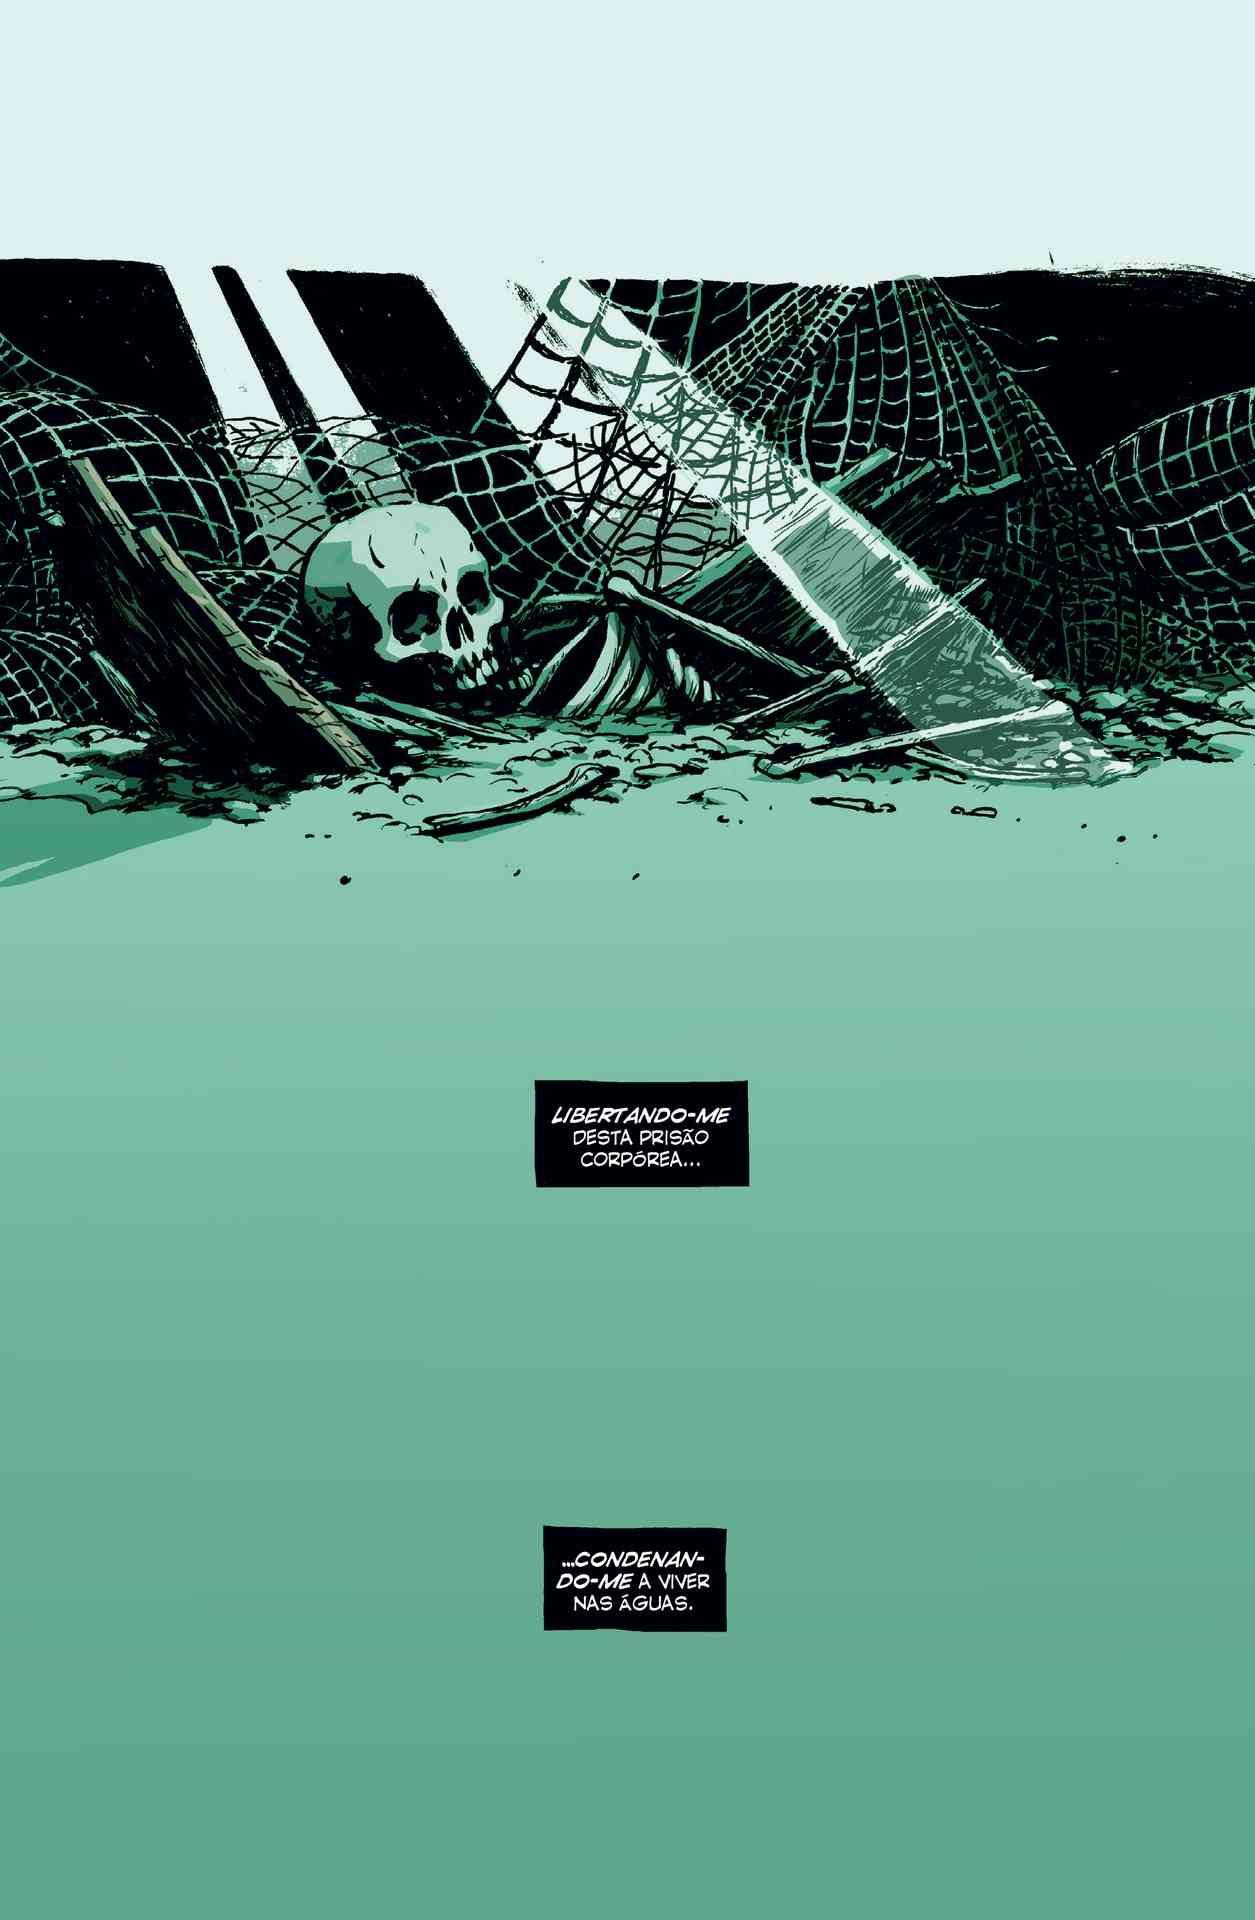 LIBERTANDO-ME
DESTA PRISÃO
CORPÓREA...
...CONDENAN-
DO-ME A VIVER
NAS ÁGUAS.